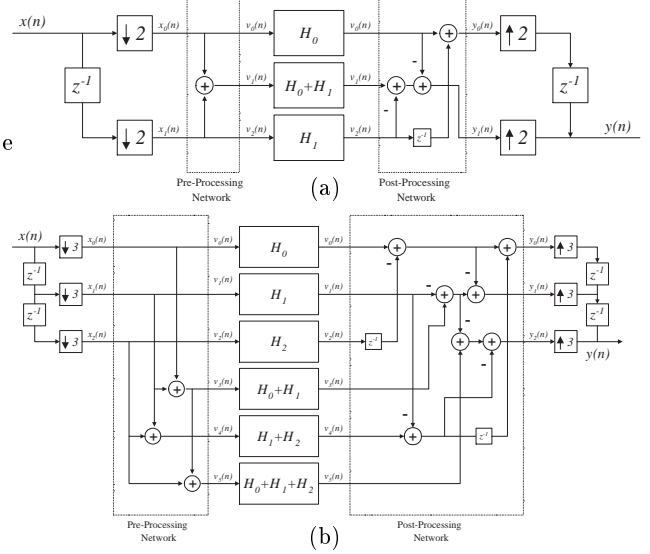 x(n)
↓ 2
x₀(n)
v₀(n)
H₀
v₀(n)
y₀(n)
↑ 2
z⁻¹
+
+
-
+
+
-
v₁(n)
H₀+H₁
v₁(n)
z⁻¹
e
↓ 2
x₁(n)
v₂(n)
H₁
v₂(n)
z⁻¹
y₁(n)
↑ 2
y(n)
Pre-Processing
Network
(a)
Post-Processing
Network
x(n)
↓ 3
x₀(n)
v₀(n)
H₀
v₀(n)
+
-
+
y₀(n)
↑ 3
z⁻¹
z⁻¹
↓ 3
x₁(n)
v₁(n)
H₁
v₁(n)
-
+
-
+
y₁(n)
↑ 3
z⁻¹
z⁻¹
↓ 3
x₂(n)
v₂(n)
H₂
v₂(n)
z⁻¹
-
+
+
-
y₂(n)
↑ 3
y(n)
+
v₃(n)
H₀+H₁
v₃(n)
+
v₄(n)
H₁+H₂
v₄(n)
-
+
z⁻¹
+
v₅(n)
H₀+H₁+H₂
v₅(n)
Pre-Processing
Network
(b)
Post-Processing
Network